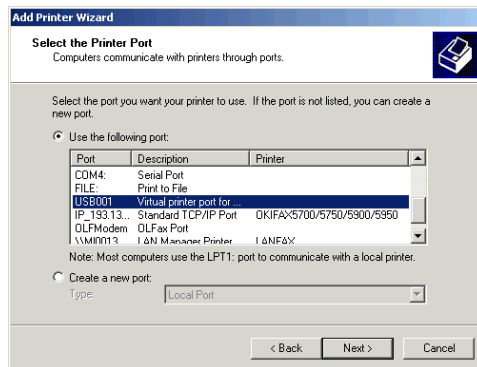 Add Printer Wizard
Select the Printer Port
Computers communicate with printers through ports.
Select the port you want your printer to use. If the port is not listed, you can create a
new port.
Use the following port:
Port Description Printer
COM4: Serial Port
FILE: Print to File
USB001 Virtual printer port for ...
IP_193.13... Standard TCP/IP Port OKIFAX5700/5750/5900/5950
OLFModem OLFax Port
\\MI0013 LAN Manager Printer LANFAX
Note: Most computers use the LPT1: port to communicate with a local printer.
Create a new port:
Type: Local Port
< Back Next > Cancel